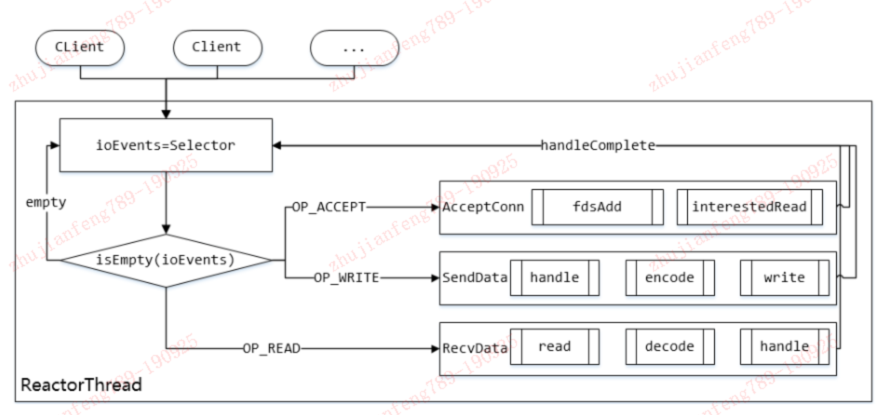 CLient
Client
...
ioEvents=Selector
handleComplete
empty
OP_ACCEPT
AcceptConn
fdsAdd
interestedRead
isEmpty(ioEvents)
OP_WRITE
SendData
handle
encode
write
OP_READ
RecvData
read
decode
handle
ReactorThread
zhujianfeng789-190925